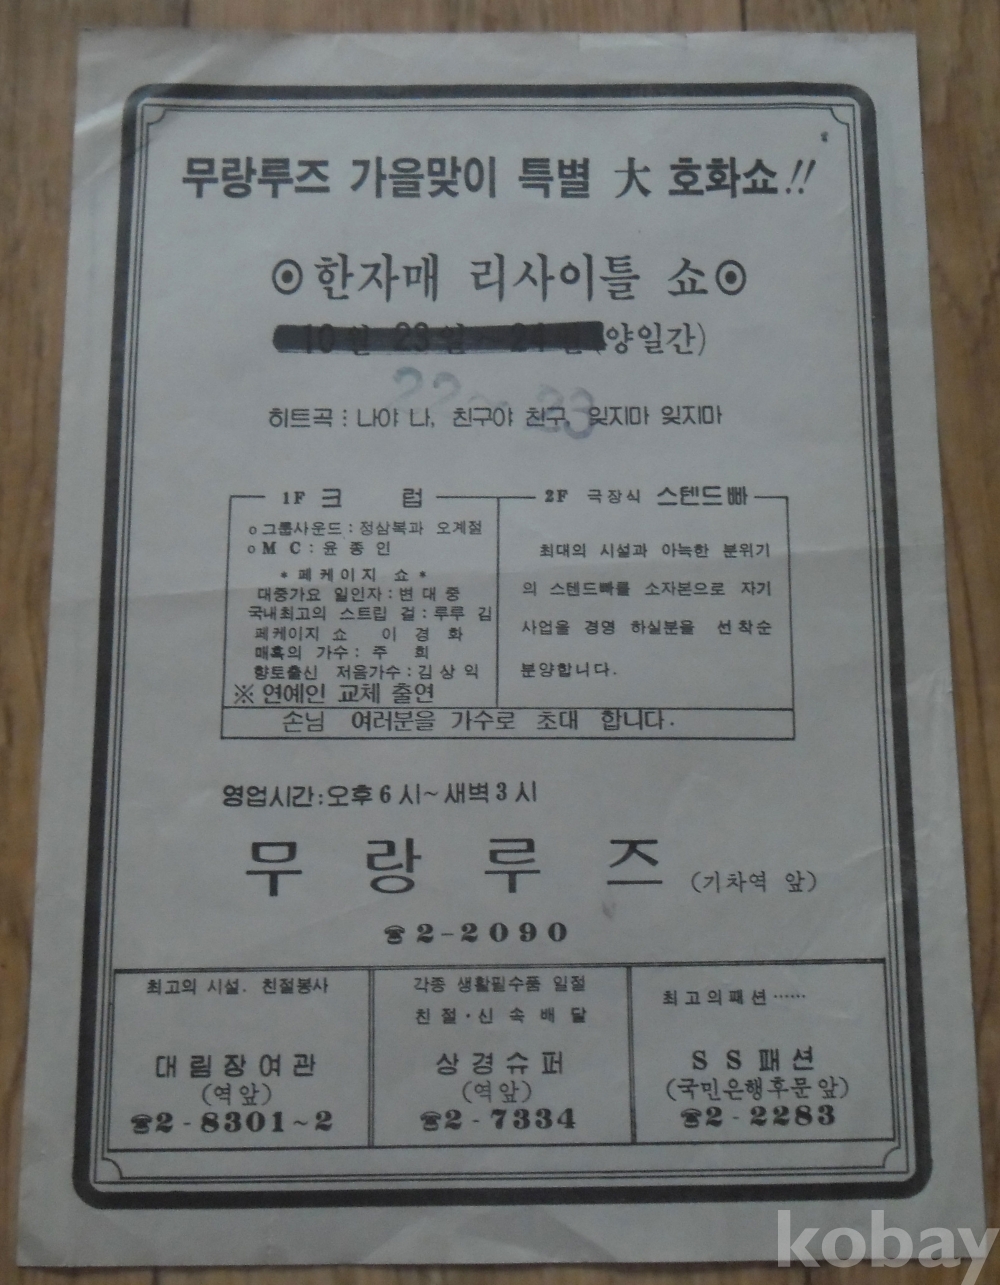 무랑루즈 가을맞이 특별 大 호화쇼!!
⊙한자매 리사이틀 쇼⊙
10월 23일~24일 (양일간)
22~23
히트곡 : 나야 나, 친구야 친구, 잊지마 잊지마
1F 크 럽
o 그룹사운드 : 정삼복과 오계절
o M C : 윤 종 인
* 페 케 이 지 쇼 *
대중가요 일인자 : 변 대 중
국내최고의 스트립 걸 : 루루 김
페케이지 쇼 이 경 화
매혹의 가수 : 주 희
향토출신 저음가수 : 김 상 익
※ 연예인 교체 출연
2F 극장식 스텐드빠
최대의 시설과 아늑한 분위기
의 스텐드빠를 소자본으로 자기
사업을 경영 하실분을 선착순
분양합니다.
손님 여러분을 가수로 초대 합니다.
영업시간 : 오후 6 시 ~ 새벽 3 시
무 랑 루 즈 (기차역 앞)
☎ 2-2090
최고의 시설. 친절봉사
대림장여관
(역앞)
☎2-8301~2
각종 생활필수품 일절
친절·신속배달
상경슈퍼
(역앞)
☎2-7334
최고의패션……
S S 패션
(국민은행후문앞)
☎2-2283
kobay